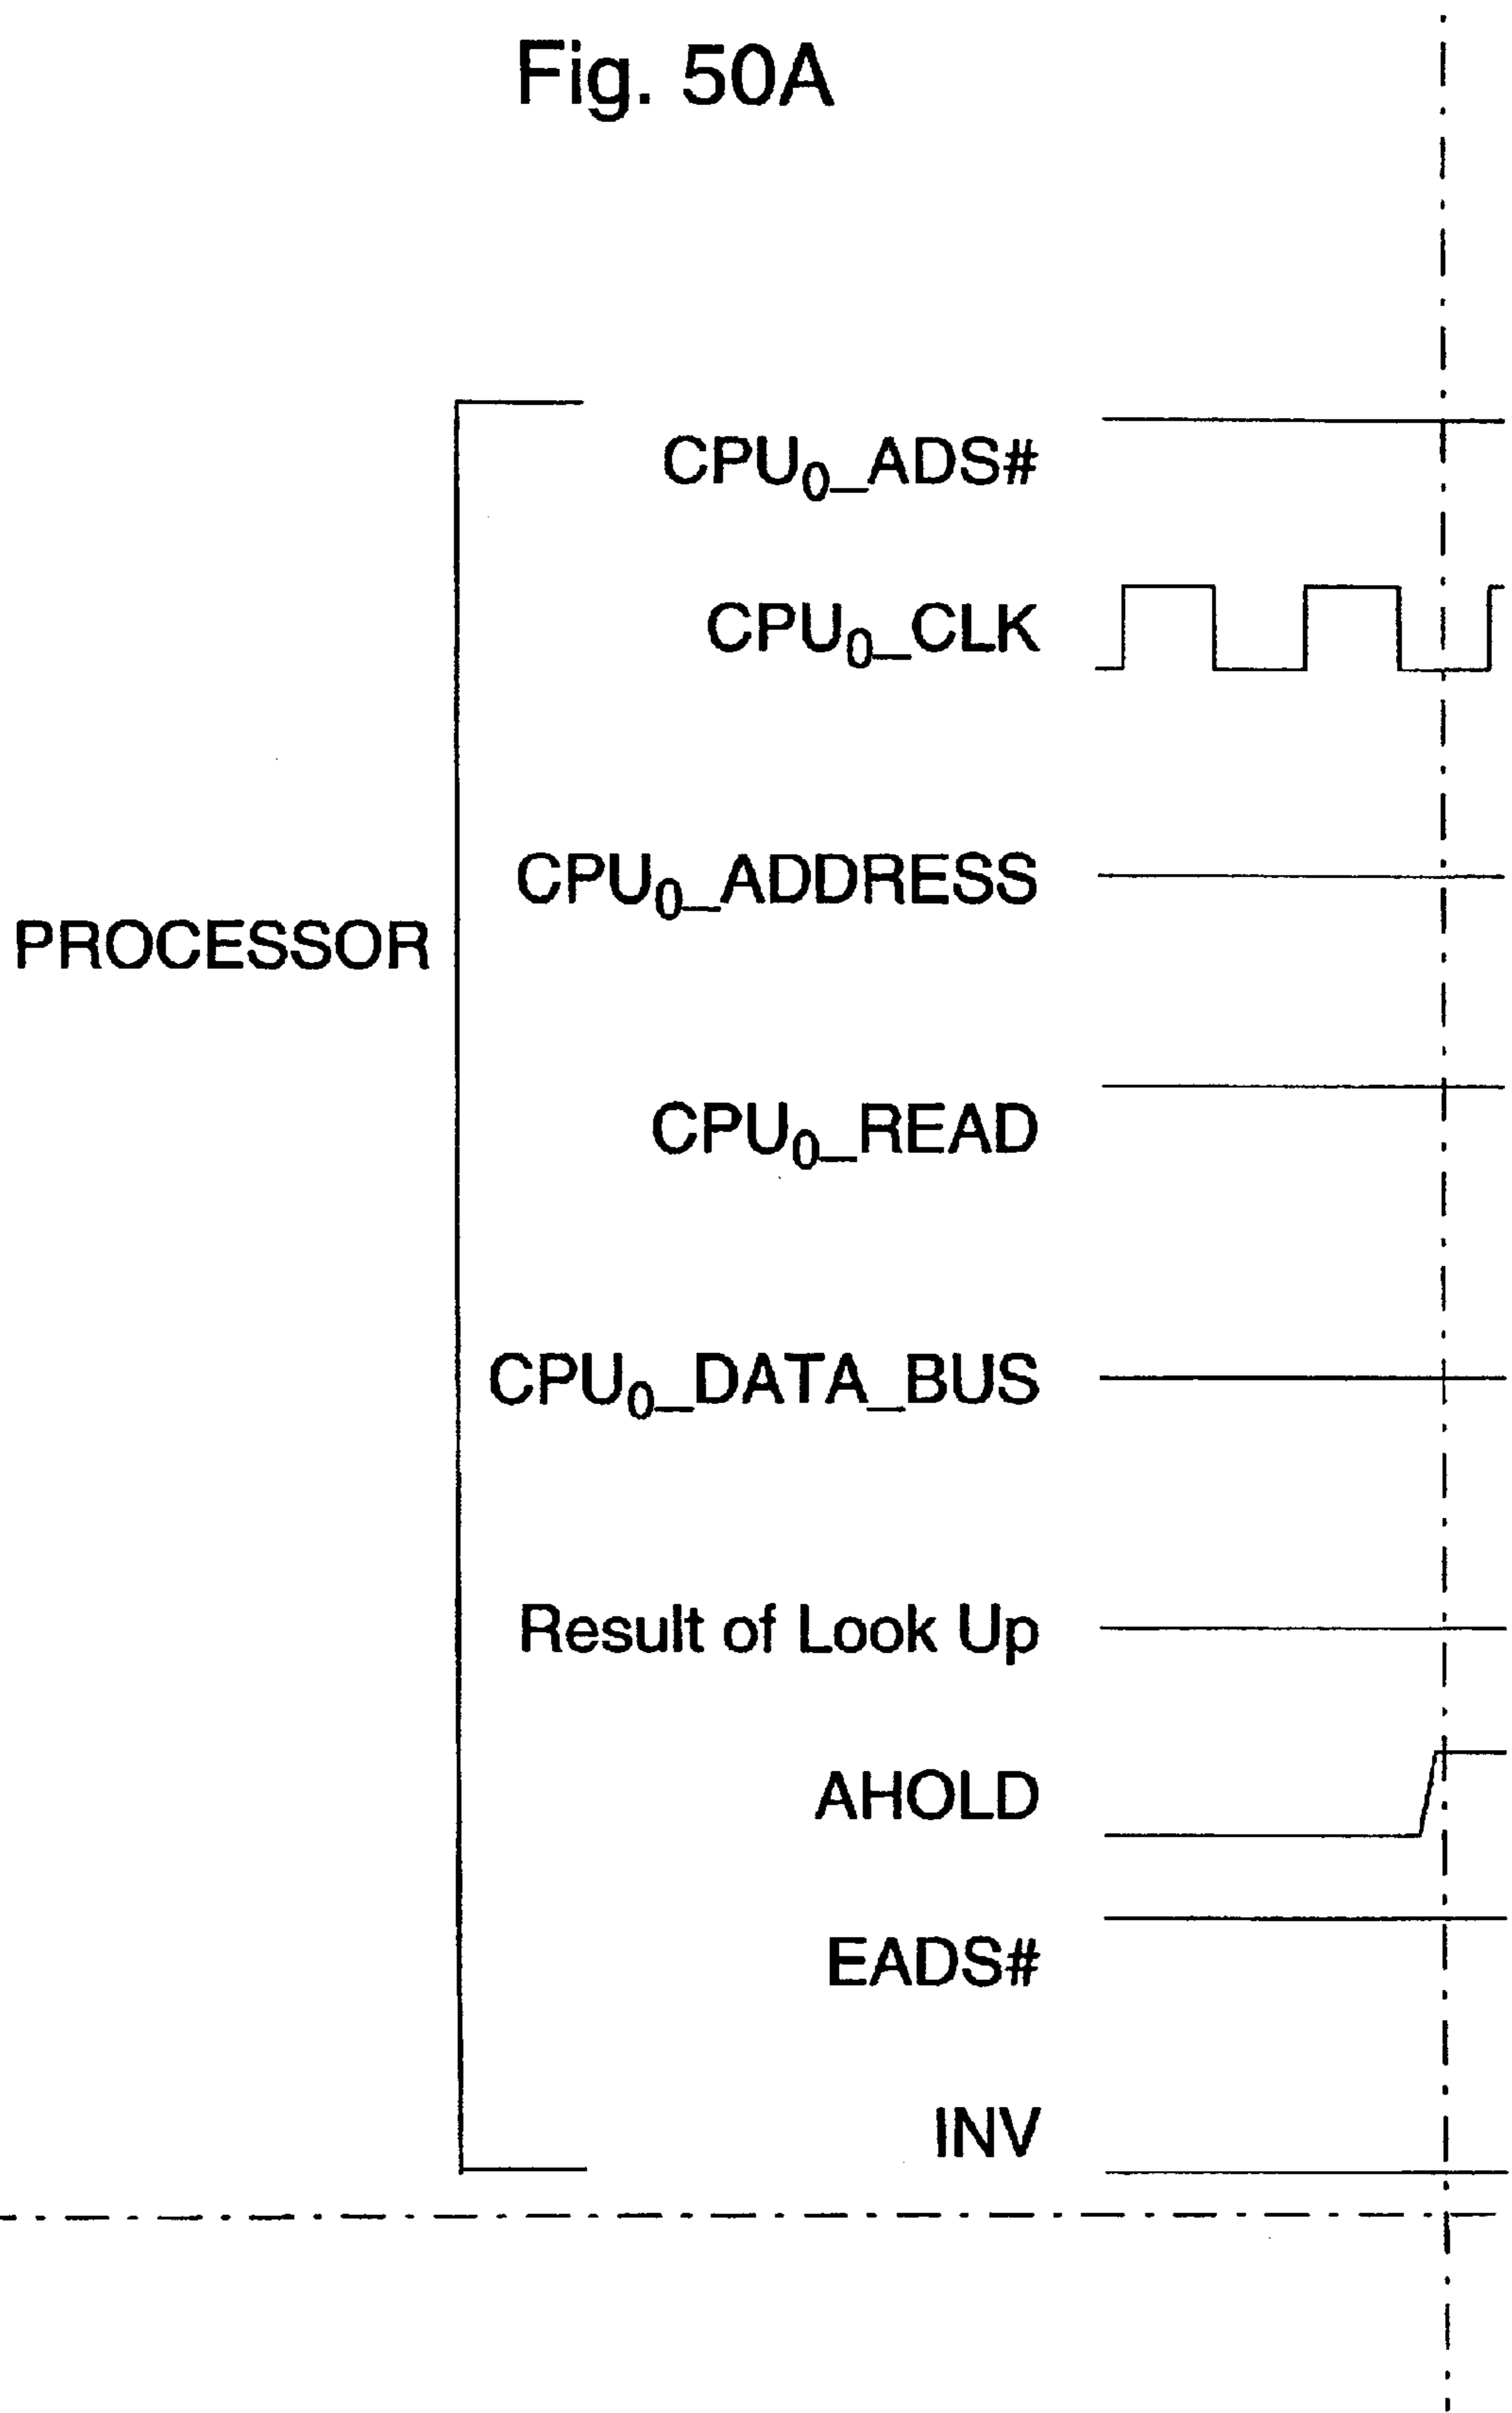 Fig. 50A
CPU₀_ADS#
CPU₀_CLK
CPU₀_ADDRESS
PROCESSOR
CPU₀_READ
CPU₀_DATA_BUS
Result of Look Up
AHOLD
EADS#
INV